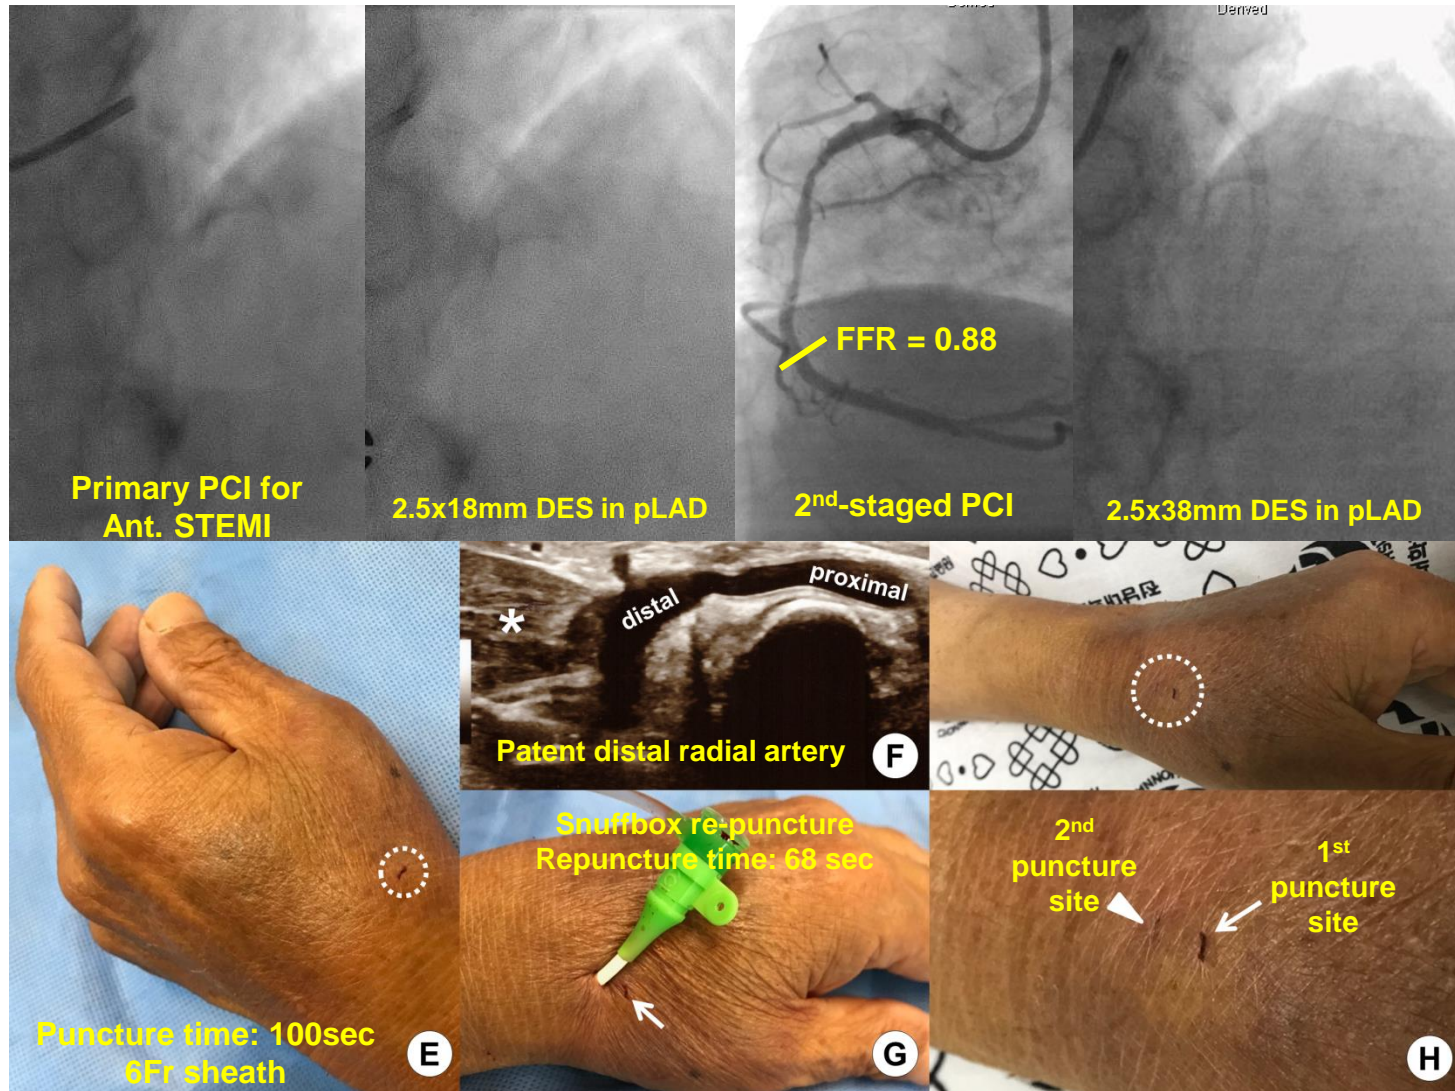 Derived
Primary PCI for
Ant. STEMI
2.5x18mm DES in pLAD
FFR = 0.88
2nd-staged PCI
2.5x38mm DES in pLAD
Puncture time: 100sec
6Fr sheath
E
*
distal
proximal
Patent distal radial artery
F
Snuffbox re-puncture
Repuncture time: 68 sec
G
2nd
puncture
site
1st
puncture
site
H